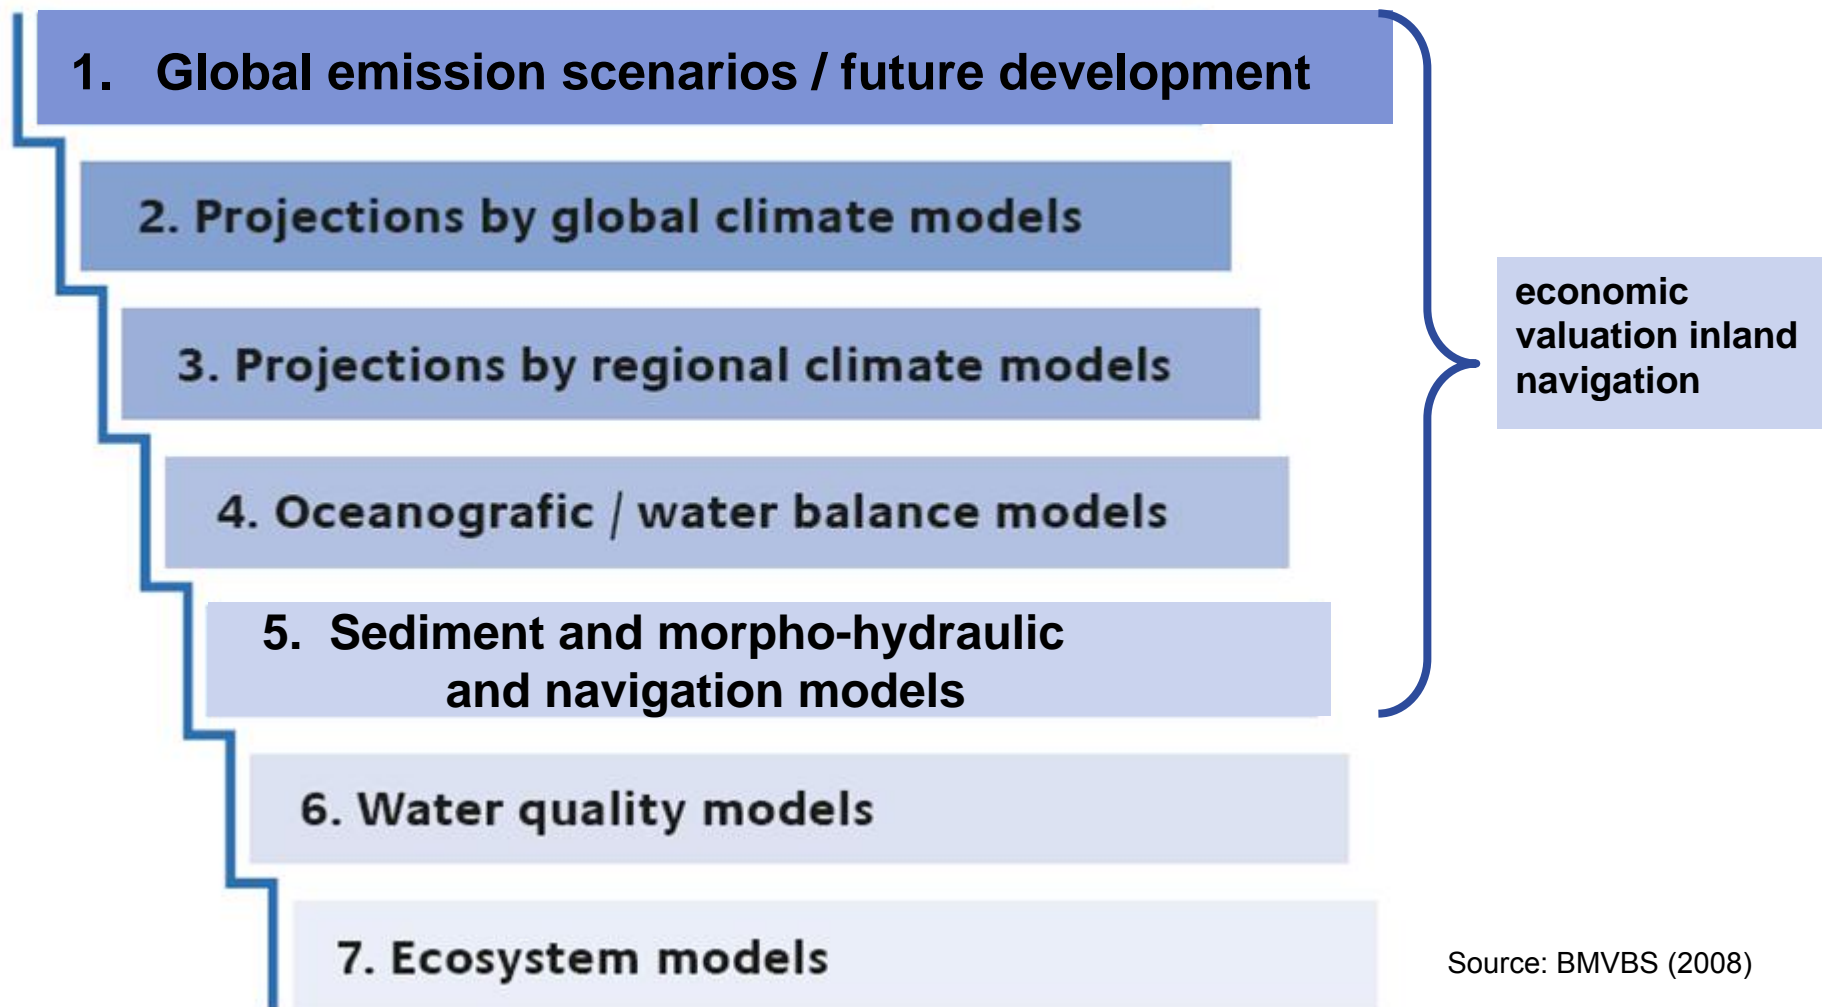 1. Global emission scenarios / future development
2. Projections by global climate models
3. Projections by regional climate models
4. Oceanografic / water balance models
5. Sediment and morpho-hydraulic
and navigation models
6. Water quality models
7. Ecosystem models
economic
valuation inland
navigation
Source: BMVBS (2008)